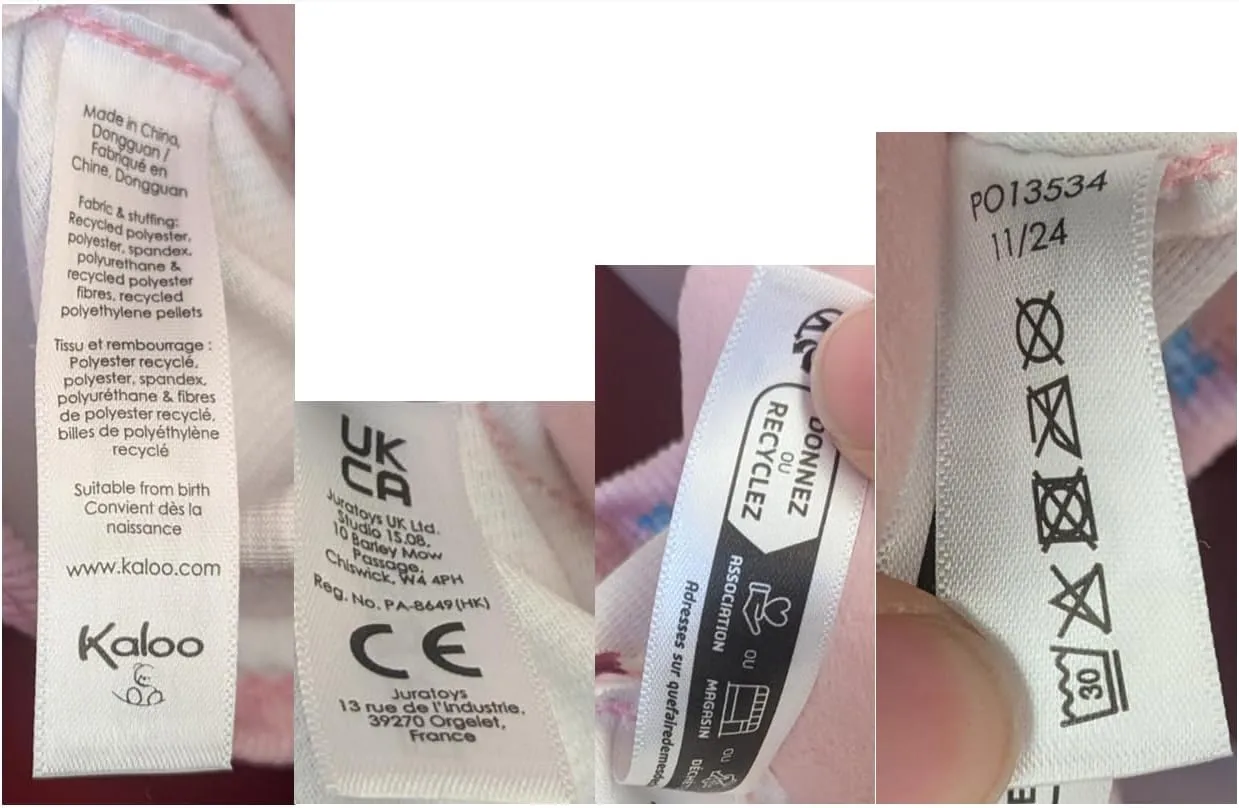 Made in China,
Dongguan /
Fabriqué en
Chine, Dongguan
Fabric & stuffing:
Recycled polyester,
polyester, spandex,
polyurethane &
recycled polyester
fibres, recycled
polyethylene pellets
Tissu et rembourrage :
Polyester recyclé,
polyester, spandex,
polyuréthane & fibres
de polyester recyclé,
billes de polyéthylène
recyclé
Suitable from birth
Convient dès la
naissance
www.kaloo.com
Kaloo
UK
CA
Juratoys UK Ltd.
Studio 15.08,
10 Barley Mow
Passage,
Chiswick, W4 4PH
Reg. No. PA-8649(HK)
CE
Juratoys
13 rue de l'Industrie,
39270 Orgelet,
France
DONNEZ
OU
RECYCLEZ
ASSOCIATION
OU
MAGASIN
OU
PO13534
11/24
30